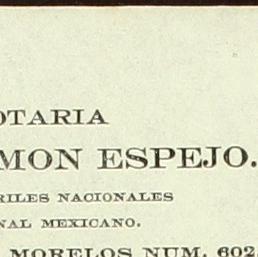 OTARIA
MON ESPEJO.
RILES NACIONALES
NAL MEXICANO.
MORELOS NUM. 602.